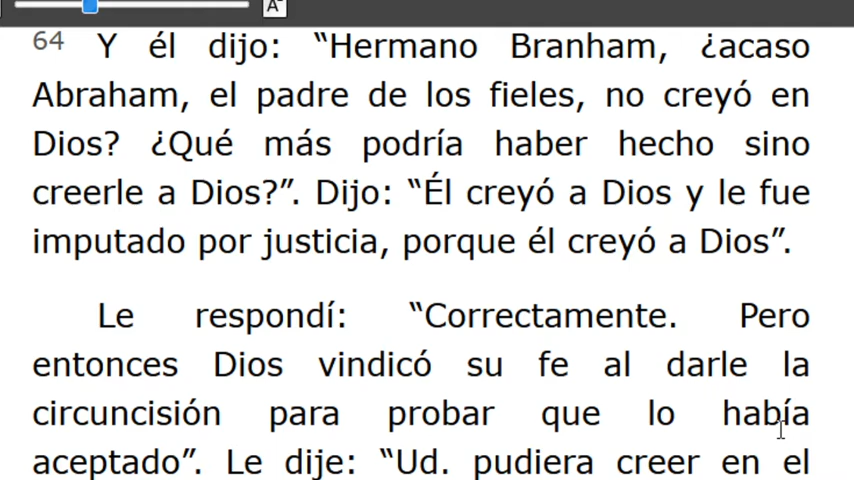 A
64 Y él dijo: “Hermano Branham, ¿acaso
Abraham, el padre de los fieles, no creyó en
Dios? ¿Qué más podría haber hecho sino
creerle a Dios?”. Dijo: “Él creyó a Dios y le fue
imputado por justicia, porque él creyó a Dios”.
Le respondí: “Correctamente. Pero
entonces Dios vindicó su fe al darle la
circuncisión para probar que lo había
aceptado”. Le dije: “Ud. pudiera creer en el